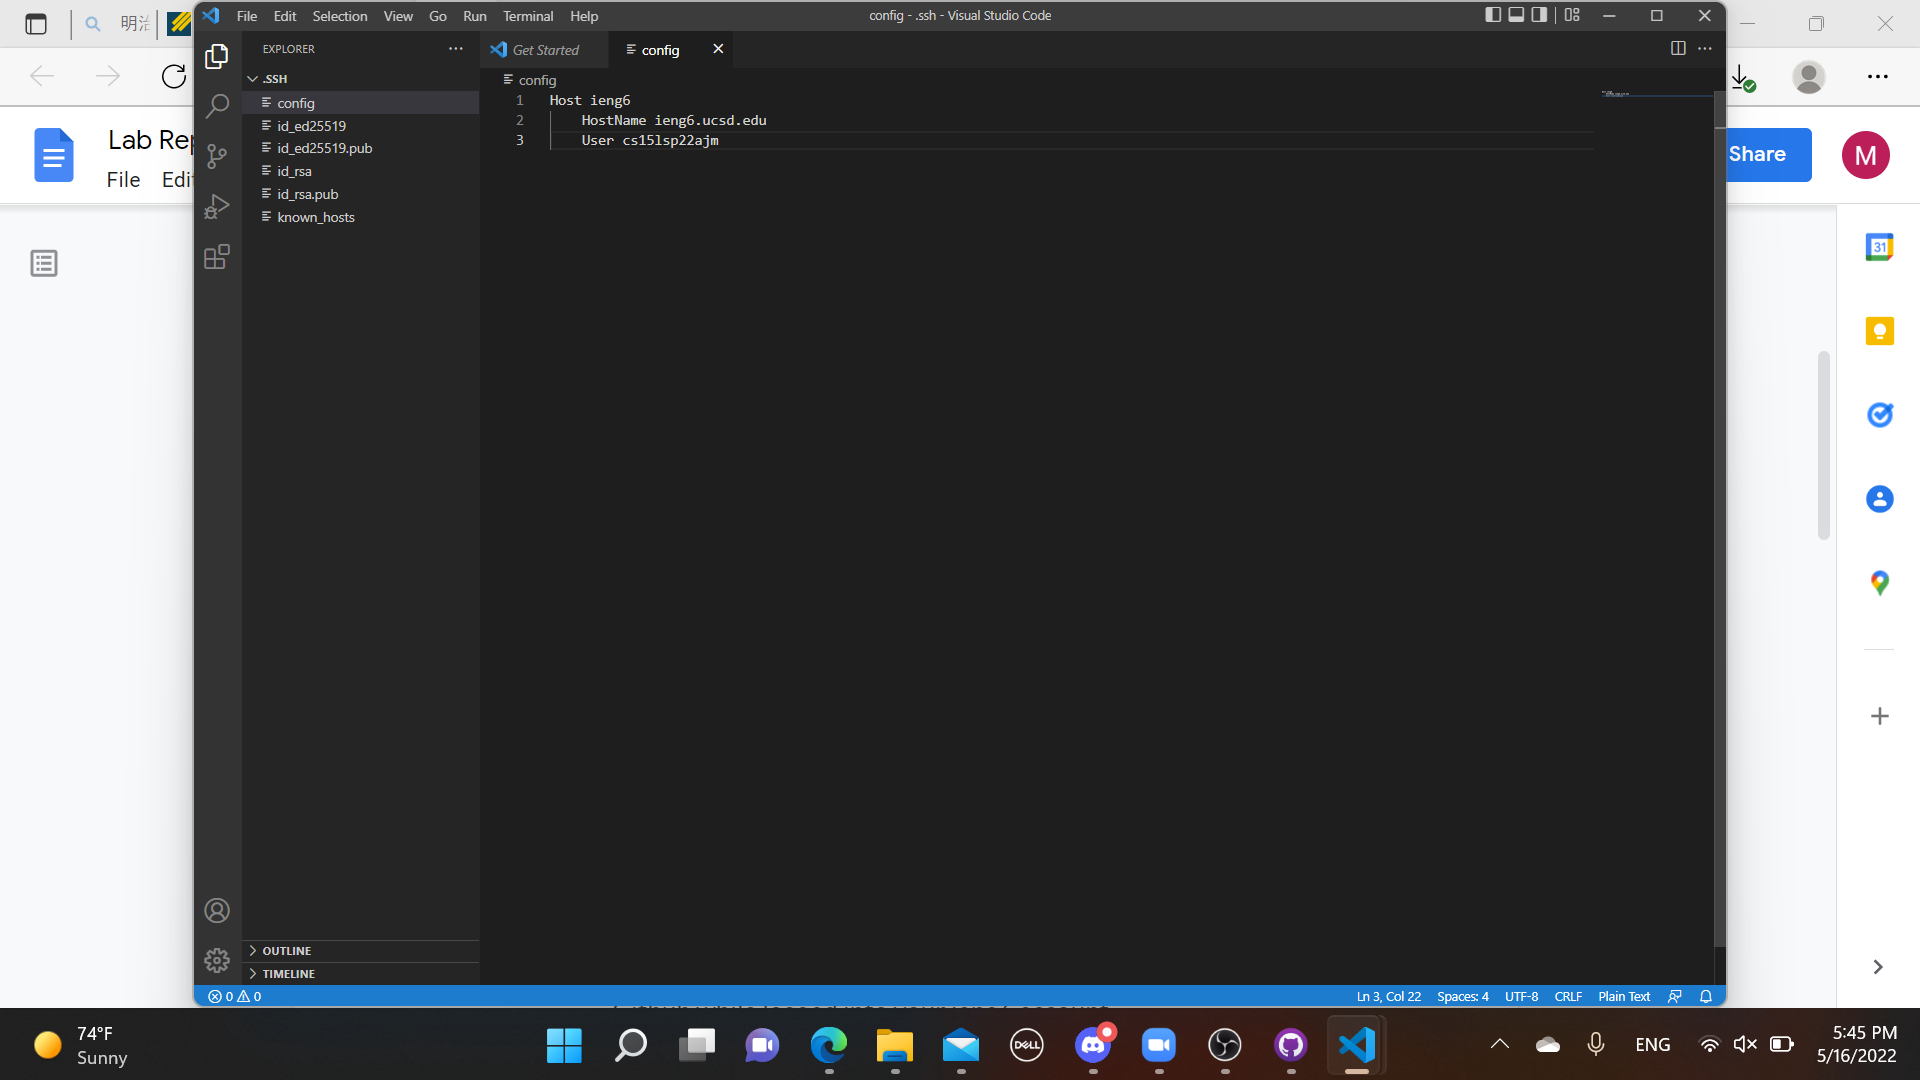 明治
File Edit Selection View Go Run Terminal Help
config - .ssh - Visual Studio Code
EXPLORER
Get Started
config
.SSH
config
id_ed25519
id_ed25519.pub
id_rsa
id_rsa.pub
known_hosts
config
1 Host ieng6
2 HostName ieng6.ucsd.edu
3 User cs15lsp22ajm
Lab Rep
File Edit
Share
M
31
OUTLINE
TIMELINE
0 0
Ln 3, Col 22 Spaces: 4 UTF-8 CRLF Plain Text
74°F
Sunny
DELL
ENG
5:45 PM
5/16/2022